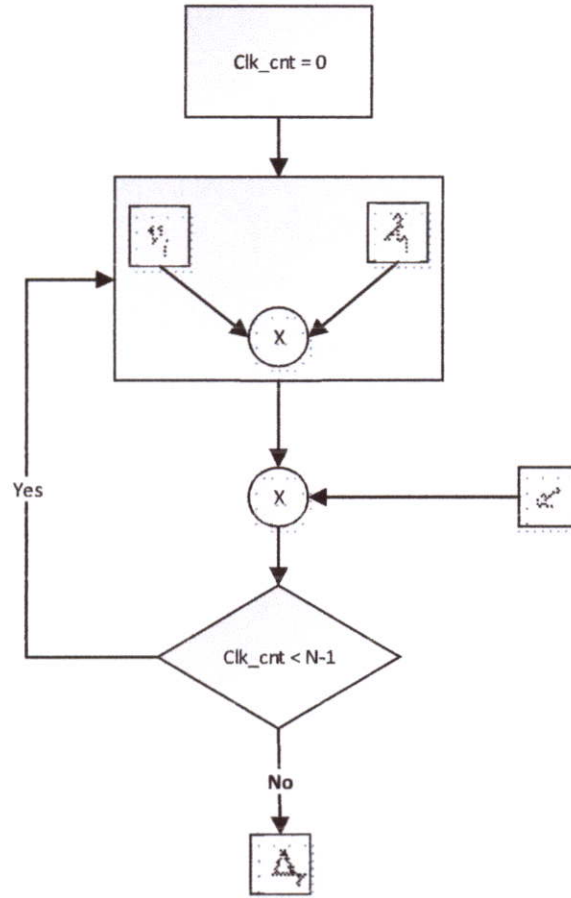 Clk_cnt = 0
X
X
Yes
Clk_cnt < N-1
No